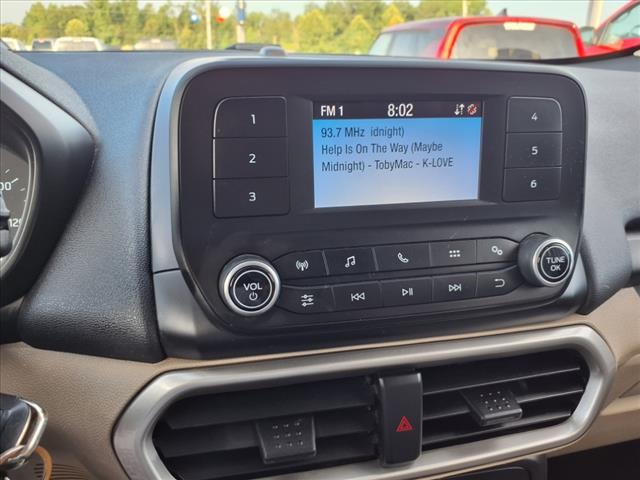 FM 1 8:02
93.7 MHz idnight)
Help Is On The Way (Maybe
Midnight) - TobyMac - K-LOVE
1
2
3
4
5
6
VOL
TUNE
OK
120